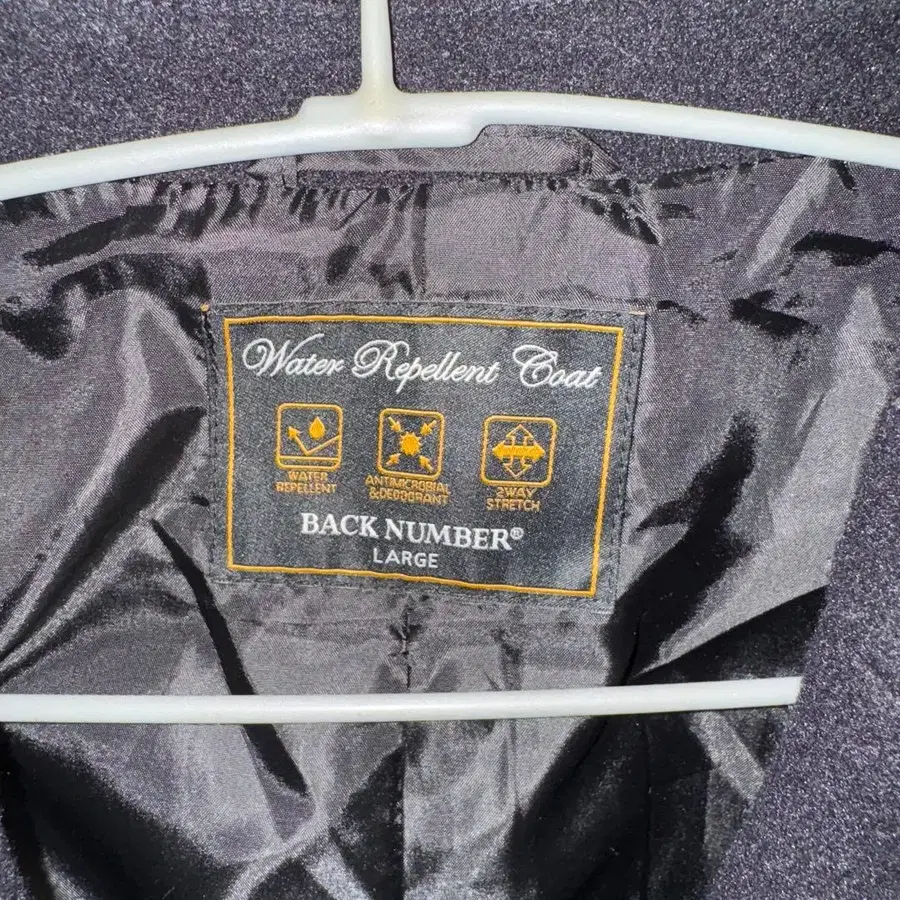 Water Repellent Coat
WATER
REPELLENT
ANTIMICROBIAL
&DEODORANT
2WAY
STRETCH
BACK NUMBER®
LARGE